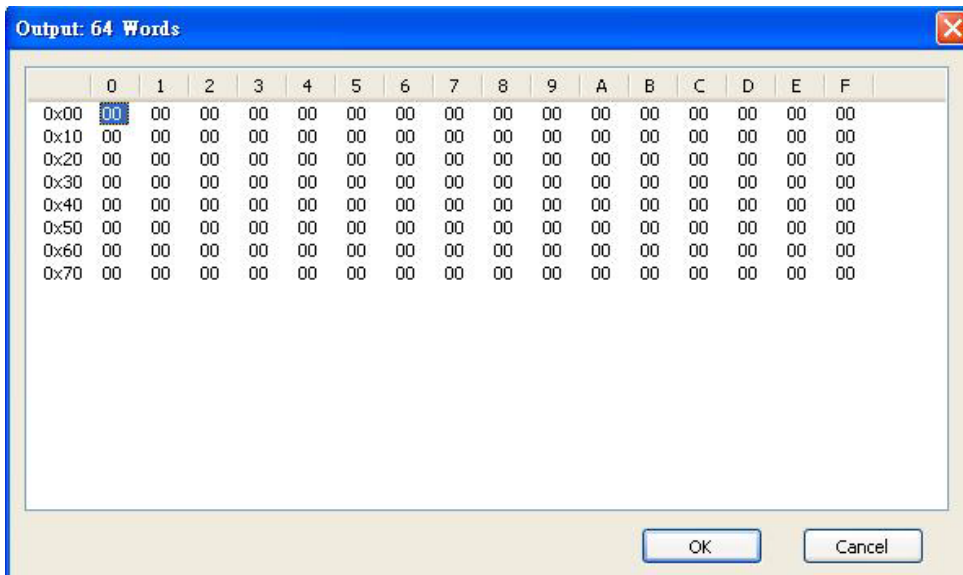 Output: 64 Words
0 1 2 3 4 5 6 7 8 9 A B C D E F
0x00 00 00 00 00 00 00 00 00 00 00 00 00 00 00 00 00
0x10 00 00 00 00 00 00 00 00 00 00 00 00 00 00 00 00
0x20 00 00 00 00 00 00 00 00 00 00 00 00 00 00 00 00
0x30 00 00 00 00 00 00 00 00 00 00 00 00 00 00 00 00
0x40 00 00 00 00 00 00 00 00 00 00 00 00 00 00 00 00
0x50 00 00 00 00 00 00 00 00 00 00 00 00 00 00 00 00
0x60 00 00 00 00 00 00 00 00 00 00 00 00 00 00 00 00
0x70 00 00 00 00 00 00 00 00 00 00 00 00 00 00 00 00
OK Cancel